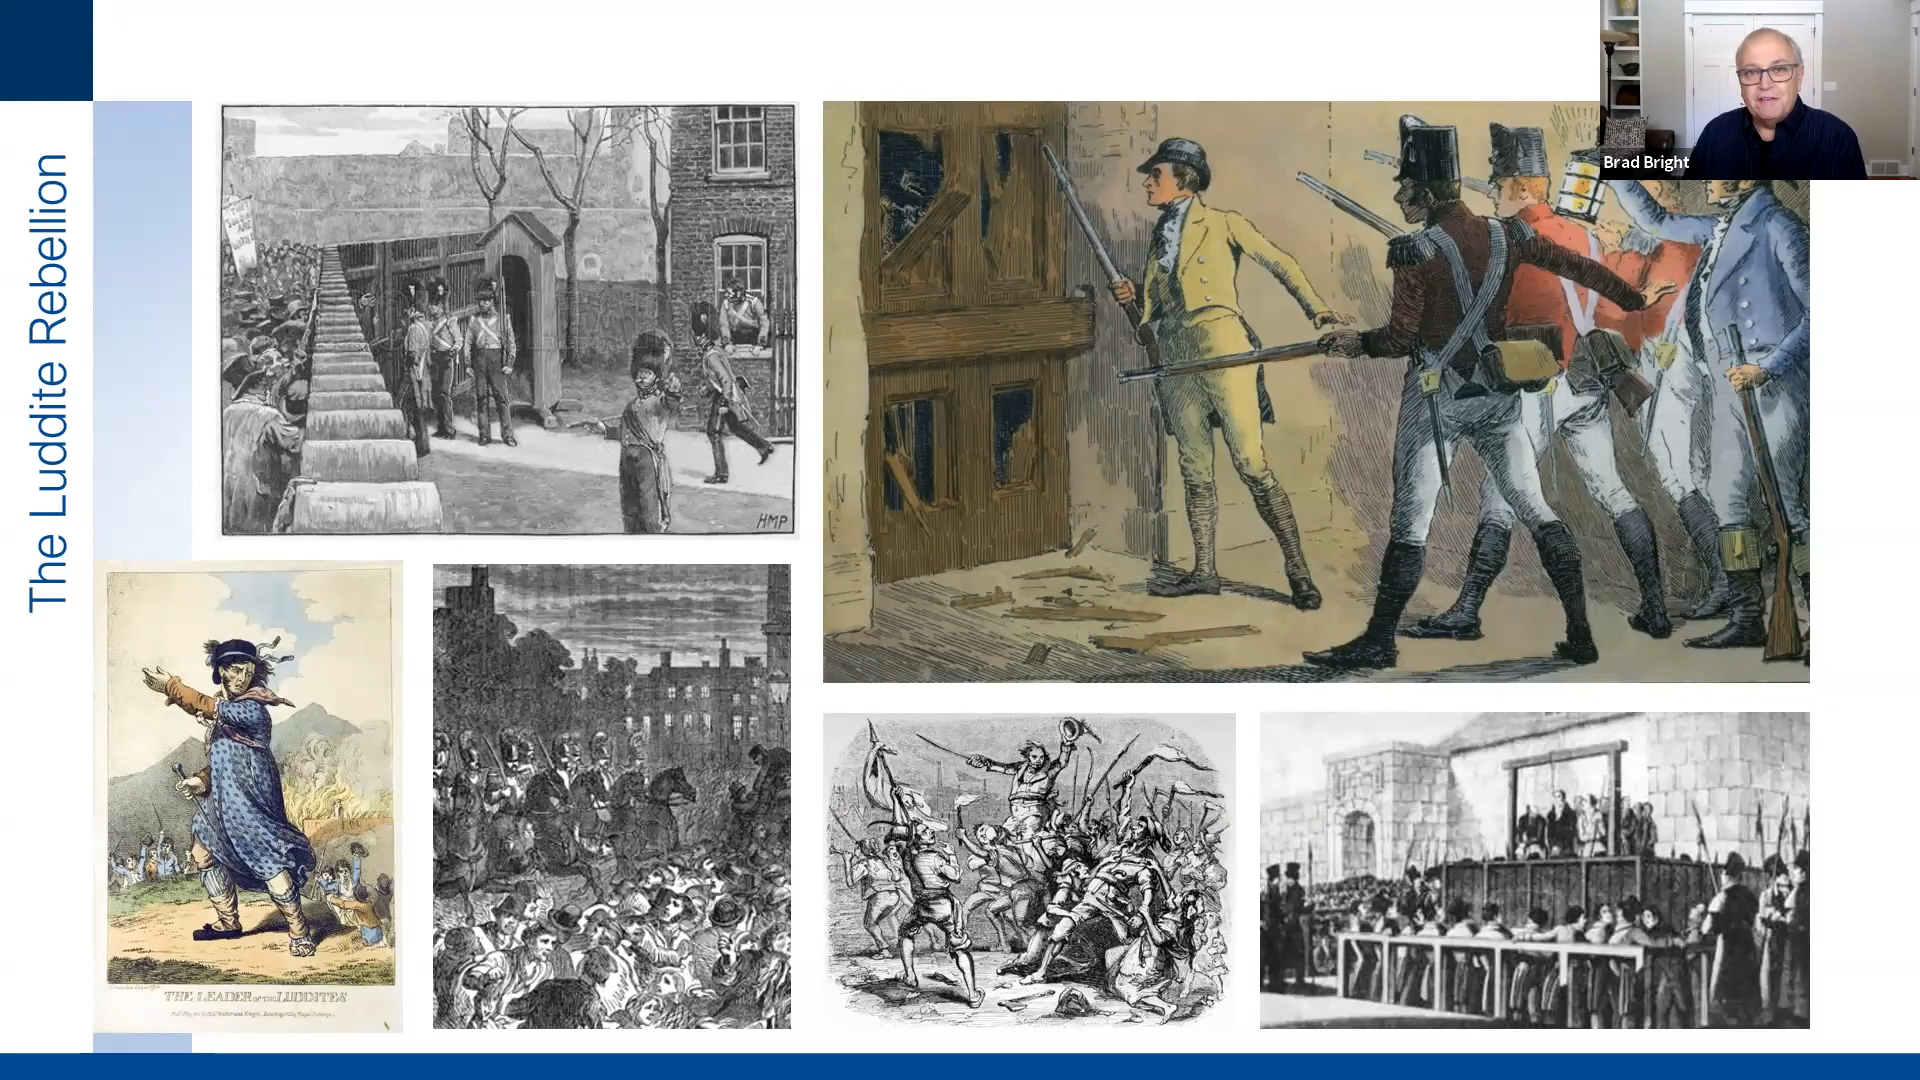 The Luddite Rebellion
Brad Bright
HMP
THE LEADER OF THE LUDDITES